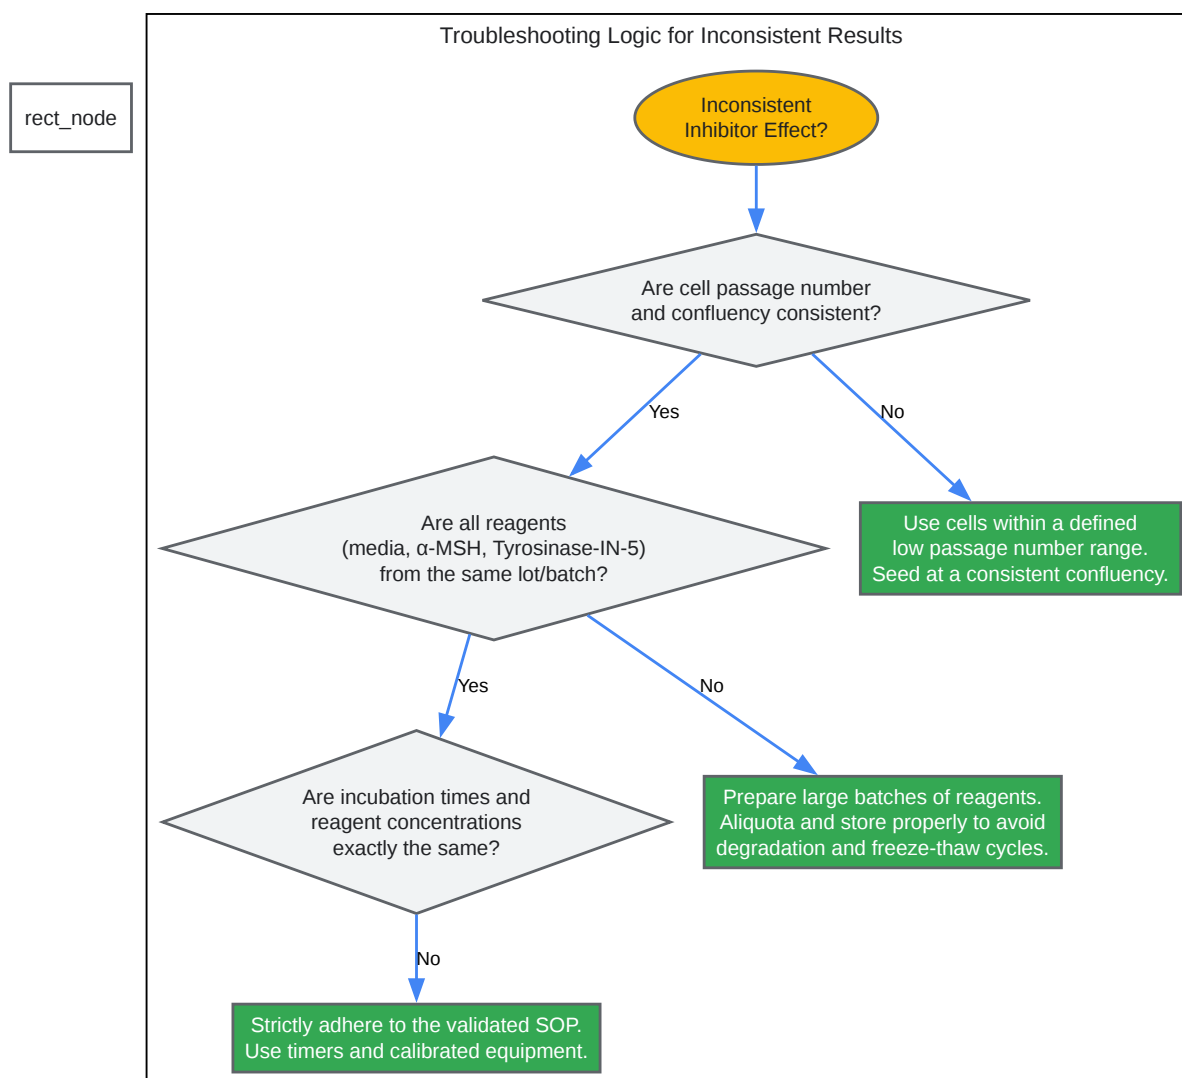 Troubleshooting Logic for Inconsistent Results
rect_node
Inconsistent
Inhibitor Effect?
Are cell passage number
and confluency consistent?
Yes
No
Are all reagents
(media, α-MSH, Tyrosinase-IN-5)
from the same lot/batch?
Use cells within a defined
low passage number range.
Seed at a consistent confluency.
Yes
No
Are incubation times and
reagent concentrations
exactly the same?
Prepare large batches of reagents.
Aliquota and store properly to avoid
degradation and freeze-thaw cycles.
No
Strictly adhere to the validated SOP.
Use timers and calibrated equipment.